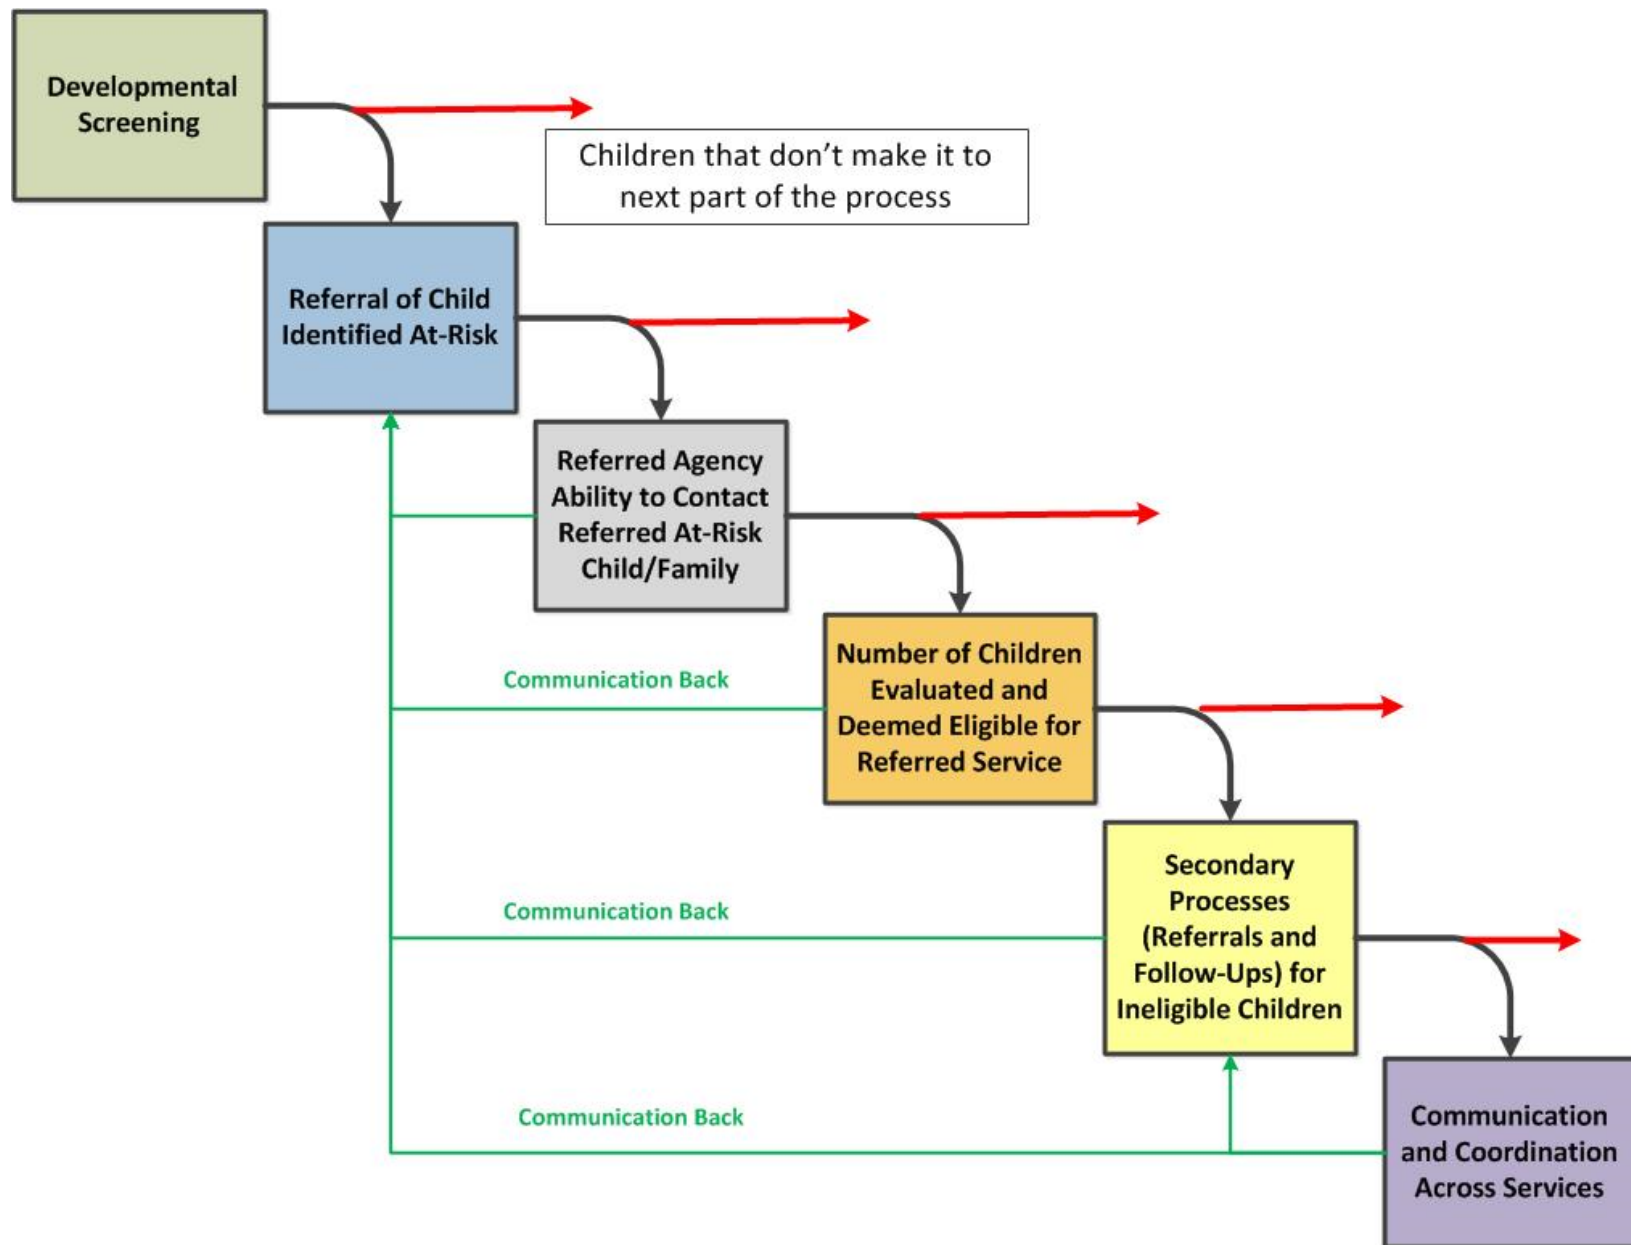 Developmental
Screening
Children that don’t make it to
next part of the process
Referral of Child
Identified At-Risk
Referred Agency
Ability to Contact
Referred At-Risk
Child/Family
Communication Back
Number of Children
Evaluated and
Deemed Eligible for
Referred Service
Communication Back
Secondary
Processes
(Referrals and
Follow-Ups) for
Ineligible Children
Communication Back
Communication
and Coordination
Across Services